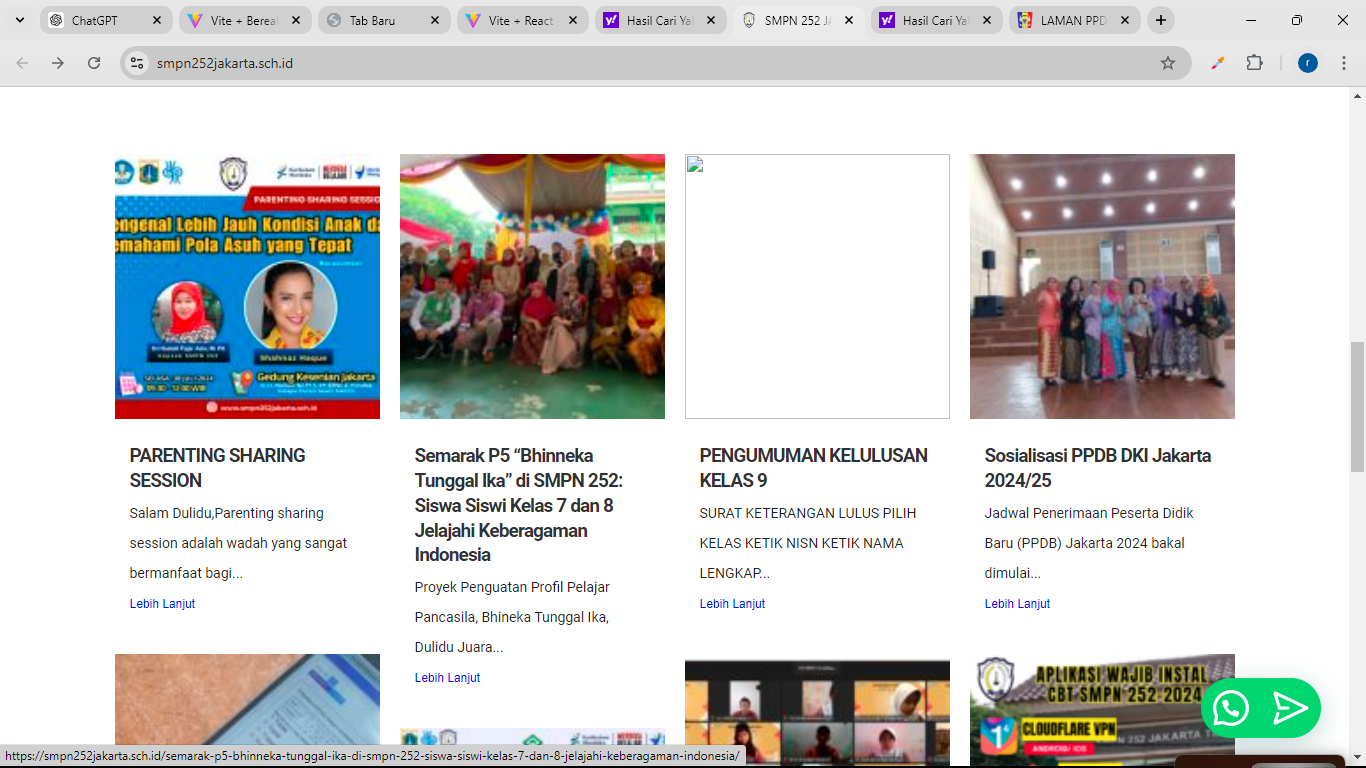 ChatGPT
Vite + Bereal
Tab Baru
Vite + React
Hasil Cari Ya
SMPN 252 JA
Hasil Cari Ya
LAMAN PPD
smpn252jakarta.sch.id
PARENTING SHARING SESSIO
engenal Lebih Jauh Kondisi Anak da
emahami Pola Asuh yang Tepat
Shahnaz Haque
Gedung Kesenian Jakarta
www.smpn252jakarta.sch.id
PARENTING SHARING
SESSION
Salam Dulidu,Parenting sharing
session adalah wadah yang sangat
bermanfaat bagi...
Lebih Lanjut
Semarak P5 “Bhinneka
Tunggal Ika” di SMPN 252:
Siswa Siswi Kelas 7 dan 8
Jelajahi Keberagaman
Indonesia
Proyek Penguatan Profil Pelajar
Pancasila, Bhineka Tunggal Ika,
Dulidu Juara...
Lebih Lanjut
PENGUMUMAN KELULUSAN
KELAS 9
SURAT KETERANGAN LULUS PILIH
KELAS KETIK NISN KETIK NAMA
LENGKAP...
Lebih Lanjut
Sosialisasi PPDB DKI Jakarta
2024/25
Jadwal Penerimaan Peserta Didik
Baru (PPDB) Jakarta 2024 bakal
dimulai...
Lebih Lanjut
APLIKASI WAJIB INSTAL
CBT SMPN 252-2024
CLOUDFLARE VPN
ANDROID/ IOS
https://smpn252jakarta.sch.id/semarak-p5-bhinneka-tunggal-ika-di-smpn-252-siswa-siswi-kelas-7-dan-8-jelajahi-keberagaman-indonesia/